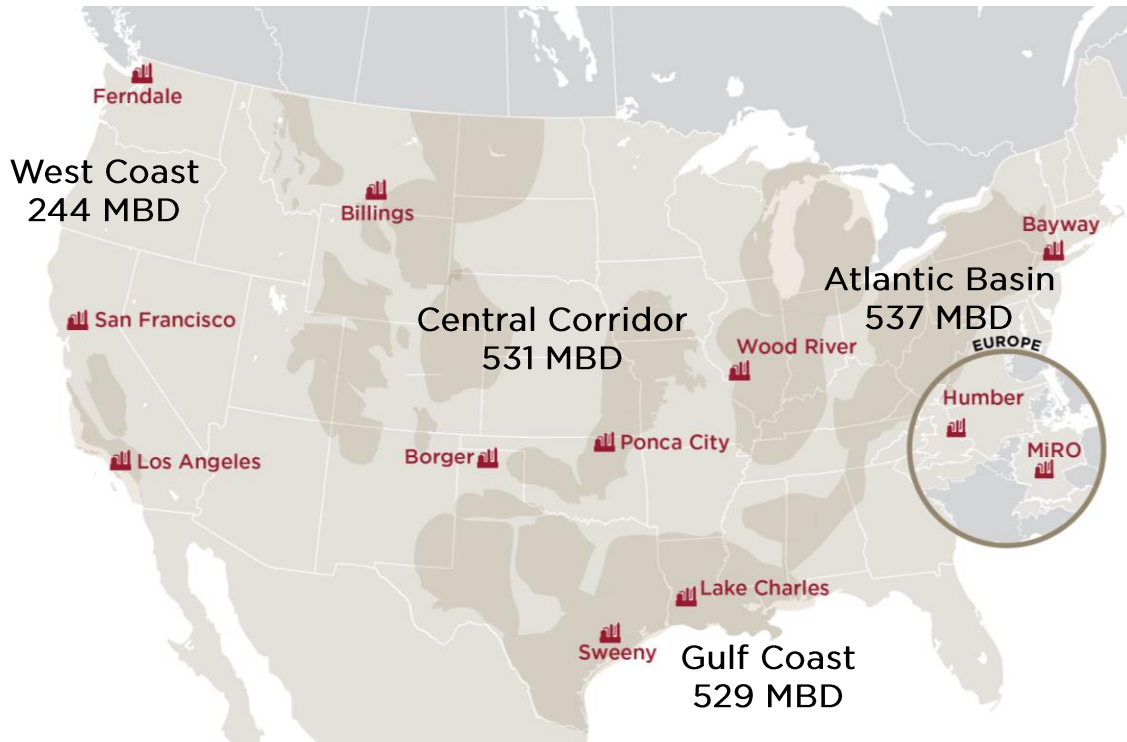 Ferndale
West Coast
244 MBD
Billings
Bayway
Atlantic Basin
537 MBD
San Francisco
Central Corridor
531 MBD
Wood River
EUROPE
Humber
MiRO
Los Angeles
Borger
Ponca City
Lake Charles
Sweeny
Gulf Coast
529 MBD